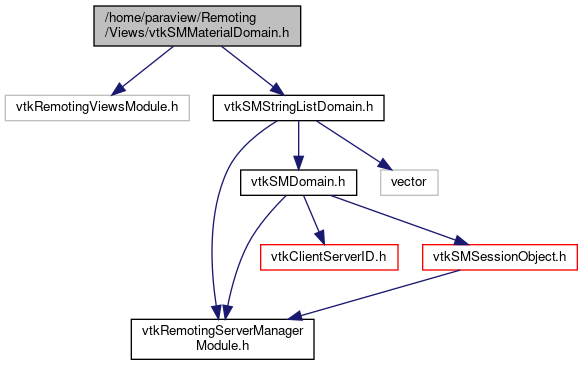 /home/paraview/Remoting
/Views/vtkSMMaterialDomain.h
vtkRemotingViewsModule.h
vtkSMStringListDomain.h
vtkSMDomain.h
vector
vtkClientServerID.h
vtkSMSessionObject.h
vtkRemotingServerManager
Module.h